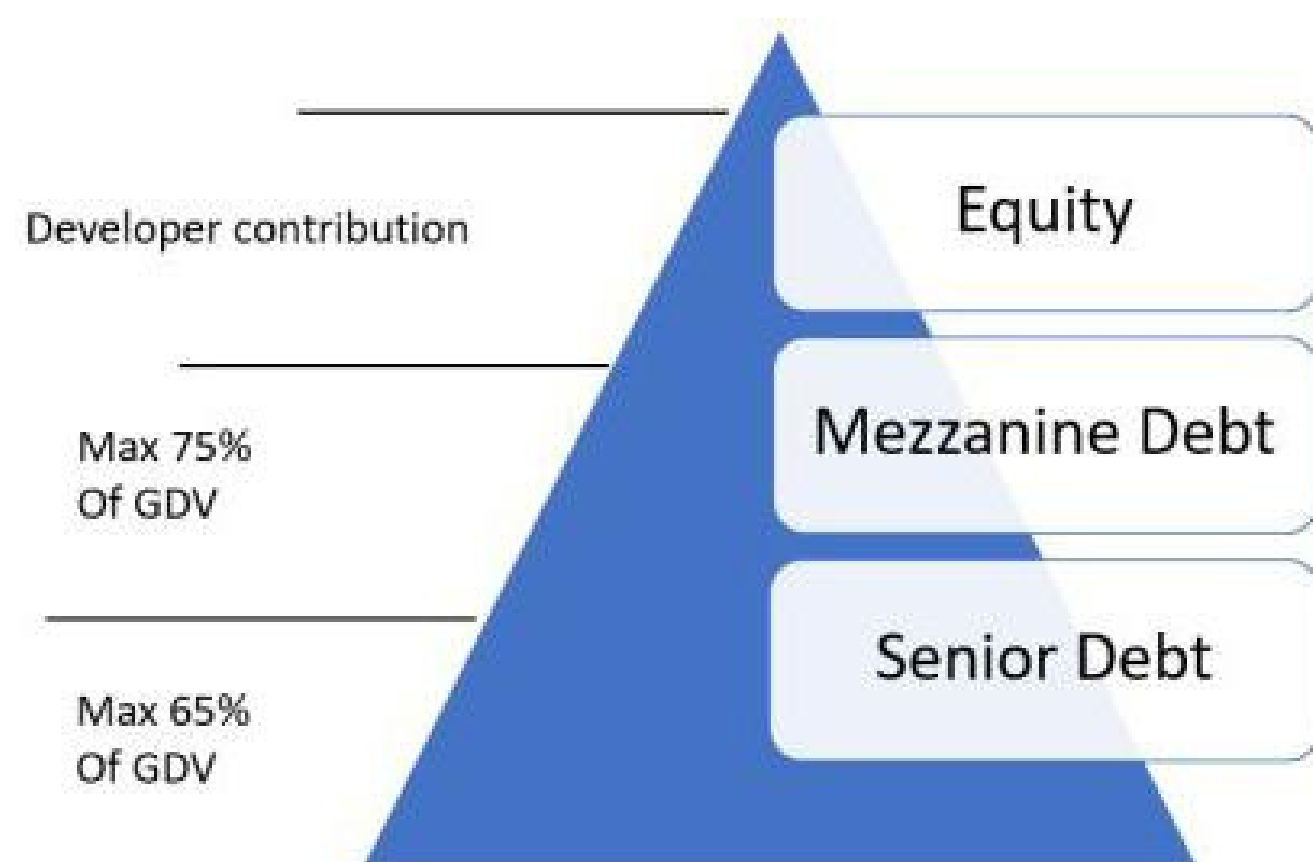 Equity
Developer contribution
Mezzanine Debt
Max 75%
Of GDV
Senior Debt
Max 65%
Of GDV